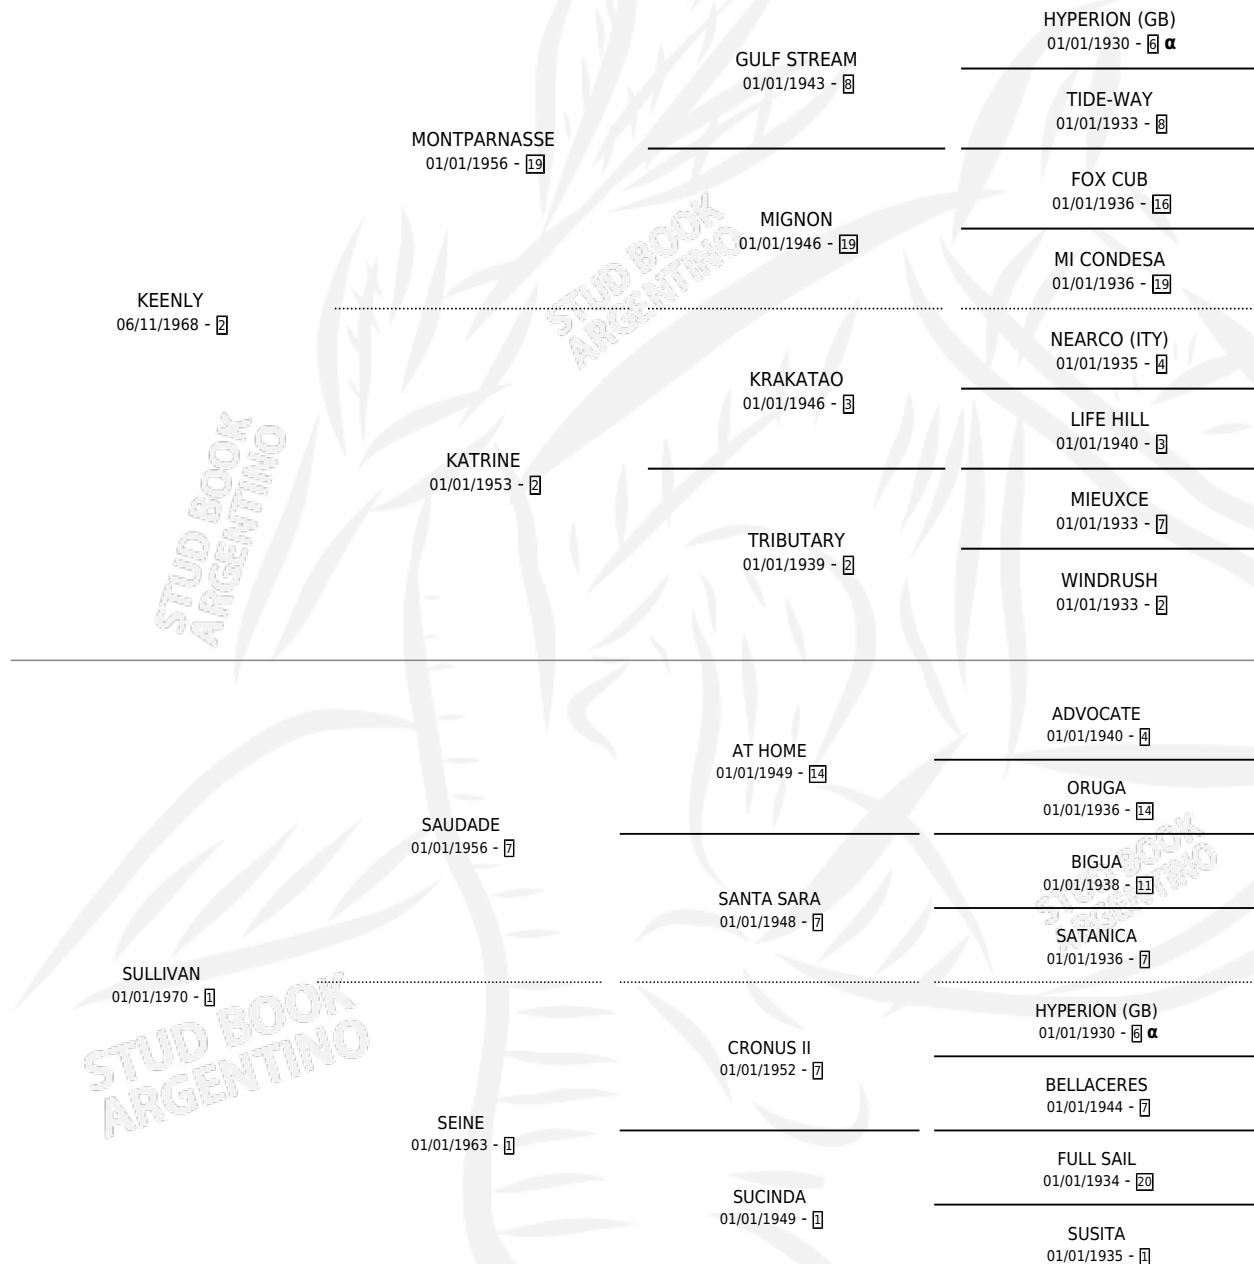 HYPERION (GB)
01/01/1930 - 6 α
GULF STREAM
01/01/1943 - 8
TIDE-WAY
01/01/1933 - 8
MONTPARNASSE
01/01/1956 - 19
FOX CUB
01/01/1936 - 16
MIGNON
01/01/1946 - 19
MI CONDESA
01/01/1936 - 19
KEENLY
06/11/1968 - 2
NEARCO (ITY)
01/01/1935 - 4
KRAKATAO
01/01/1946 - 3
LIFE HILL
01/01/1940 - 3
KATRINE
01/01/1953 - 2
MIEUXCE
01/01/1933 - 7
TRIBUTARY
01/01/1939 - 2
WINDRUSH
01/01/1933 - 2
ADVOCATE
01/01/1940 - 4
AT HOME
01/01/1949 - 14
ORUGA
01/01/1936 - 14
SAUDADE
01/01/1956 - 7
BIGUA
01/01/1938 - 11
SANTA SARA
01/01/1948 - 7
SATANICA
01/01/1936 - 7
SULLIVAN
01/01/1970 - 1
HYPERION (GB)
01/01/1930 - 6 α
CRONUS II
01/01/1952 - 7
BELLACERES
01/01/1944 - 7
SEINE
01/01/1963 - 1
FULL SAIL
01/01/1934 - 20
SUCINDA
01/01/1949 - 1
SUSITA
01/01/1935 - 1
STUD BOOK
ARGENTINO
STUD BOOK
ARGENTINO
STUD BOOK
ARGENTINO
STUD BOOK
ARGENTINO